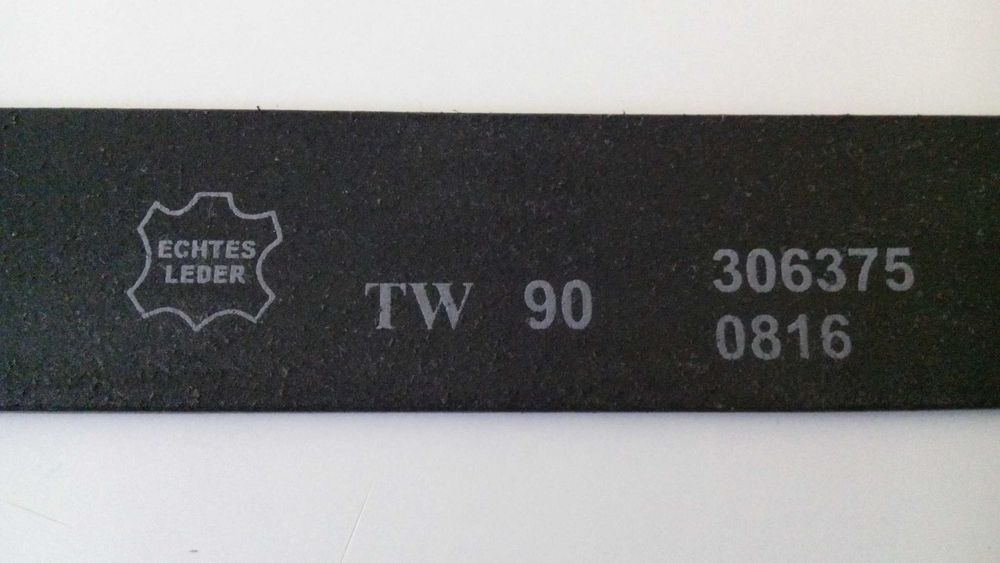 ECHTES
LEDER
TW 90
306375
0816